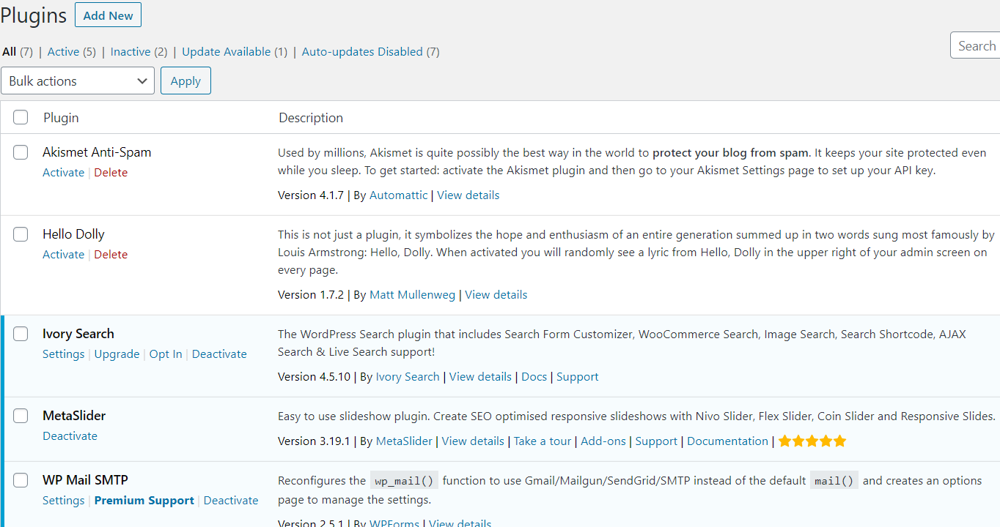 Plugins Add New
All (7) | Active (5) | Inactive (2) | Update Available (1) | Auto-updates Disabled (7)
Search
Bulk actions Apply
Plugin Description
Akismet Anti-Spam
Activate | Delete
Used by millions, Akismet is quite possibly the best way in the world to protect your blog from spam. It keeps your site protected even
while you sleep. To get started: activate the Akismet plugin and then go to your Akismet Settings page to set up your API key.
Version 4.1.7 | By Automattic | View details
Hello Dolly
Activate | Delete
This is not just a plugin, it symbolizes the hope and enthusiasm of an entire generation summed up in two words sung most famously by
Louis Armstrong: Hello, Dolly. When activated you will randomly see a lyric from Hello, Dolly in the upper right of your admin screen on
every page.
Version 1.7.2 | By Matt Mullenweg | View details
Ivory Search
Settings | Upgrade | Opt In | Deactivate
The WordPress Search plugin that includes Search Form Customizer, WooCommerce Search, Image Search, Search Shortcode, AJAX
Search & Live Search support!
Version 4.5.10 | By Ivory Search | View details | Docs | Support
MetaSlider
Deactivate
Easy to use slideshow plugin. Create SEO optimised responsive slideshows with Nivo Slider, Flex Slider, Coin Slider and Responsive Slides.
Version 3.19.1 | By MetaSlider | View details | Take a tour | Add-ons | Support | Documentation |
WP Mail SMTP
Settings | Premium Support | Deactivate
Reconfigures the wp_mail() function to use Gmail/Mailgun/SendGrid/SMTP instead of the default mail() and creates an options
page to manage the settings.
Version 2.5.1 | By WPForms | View details